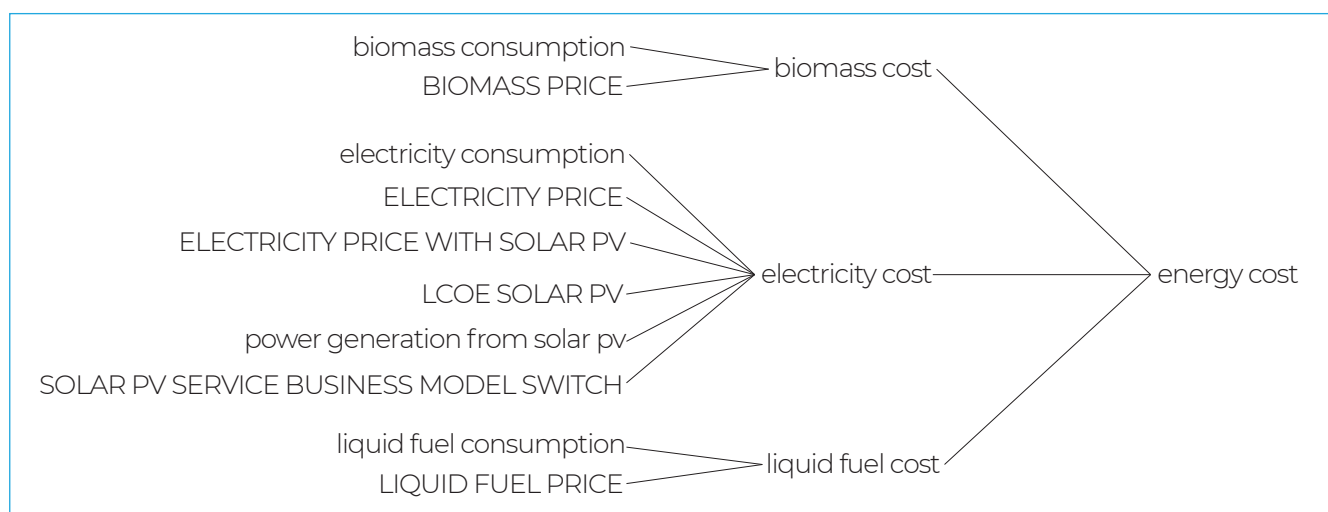 biomass consumption
BIOMASS PRICE
biomass cost
electricity consumption
ELECTRICITY PRICE
ELECTRICITY PRICE WITH SOLAR PV
LCOE SOLAR PV
power generation from solar pv
SOLAR PV SERVICE BUSINESS MODEL SWITCH
electricity cost
energy cost
liquid fuel consumption
LIQUID FUEL PRICE
liquid fuel cost